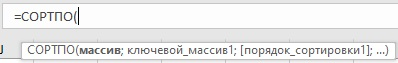 =СОРТПО(
СОРТПО(массив; ключевой_массив1; [порядок_сортировки1]; ...)